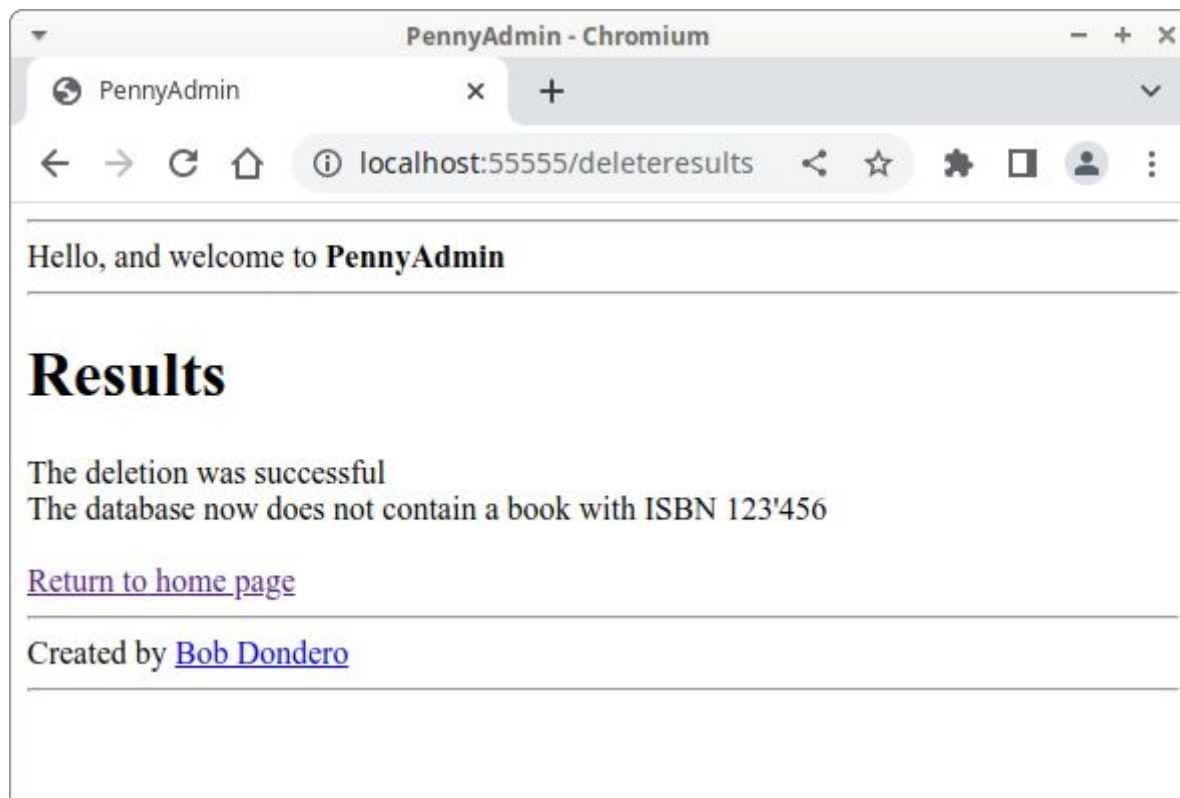 PennyAdmin - Chromium
PennyAdmin
localhost:55555/deleteresults
Hello, and welcome to PennyAdmin
Results
The deletion was successful
The database now does not contain a book with ISBN 123'456
Return to home page
Created by Bob Dondero